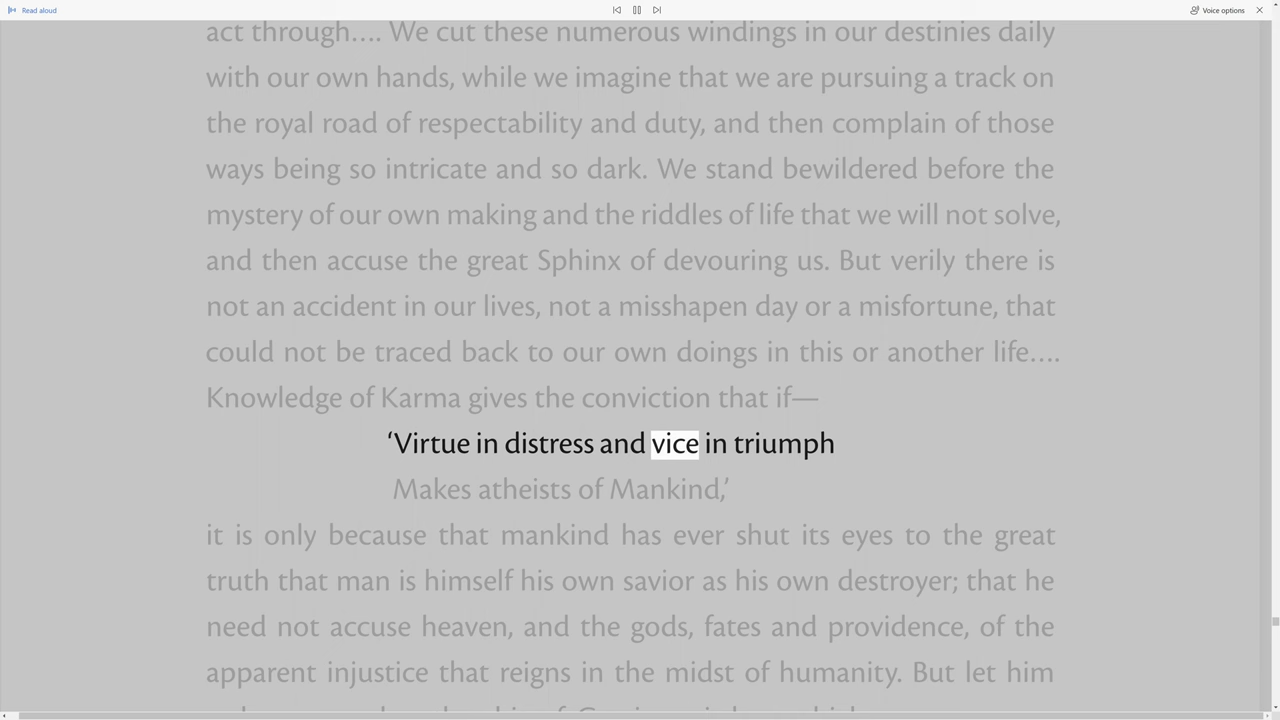 Read aloud
Voice options
act through.... We cut these numerous windings in our destinies daily
with our own hands, while we imagine that we are pursuing a track on
the royal road of respectability and duty, and then complain of those
ways being so intricate and so dark. We stand bewildered before the
mystery of our own making and the riddles of life that we will not solve,
and then accuse the great Sphinx of devouring us. But verily there is
not an accident in our lives, not a misshapen day or a misfortune, that
could not be traced back to our own doings in this or another life....
Knowledge of Karma gives the conviction that if—
‘Virtue in distress and vice in triumph
Makes atheists of Mankind,’
it is only because that mankind has ever shut its eyes to the great
truth that man is himself his own savior as his own destroyer; that he
need not accuse heaven, and the gods, fates and providence, of the
apparent injustice that reigns in the midst of humanity. But let him